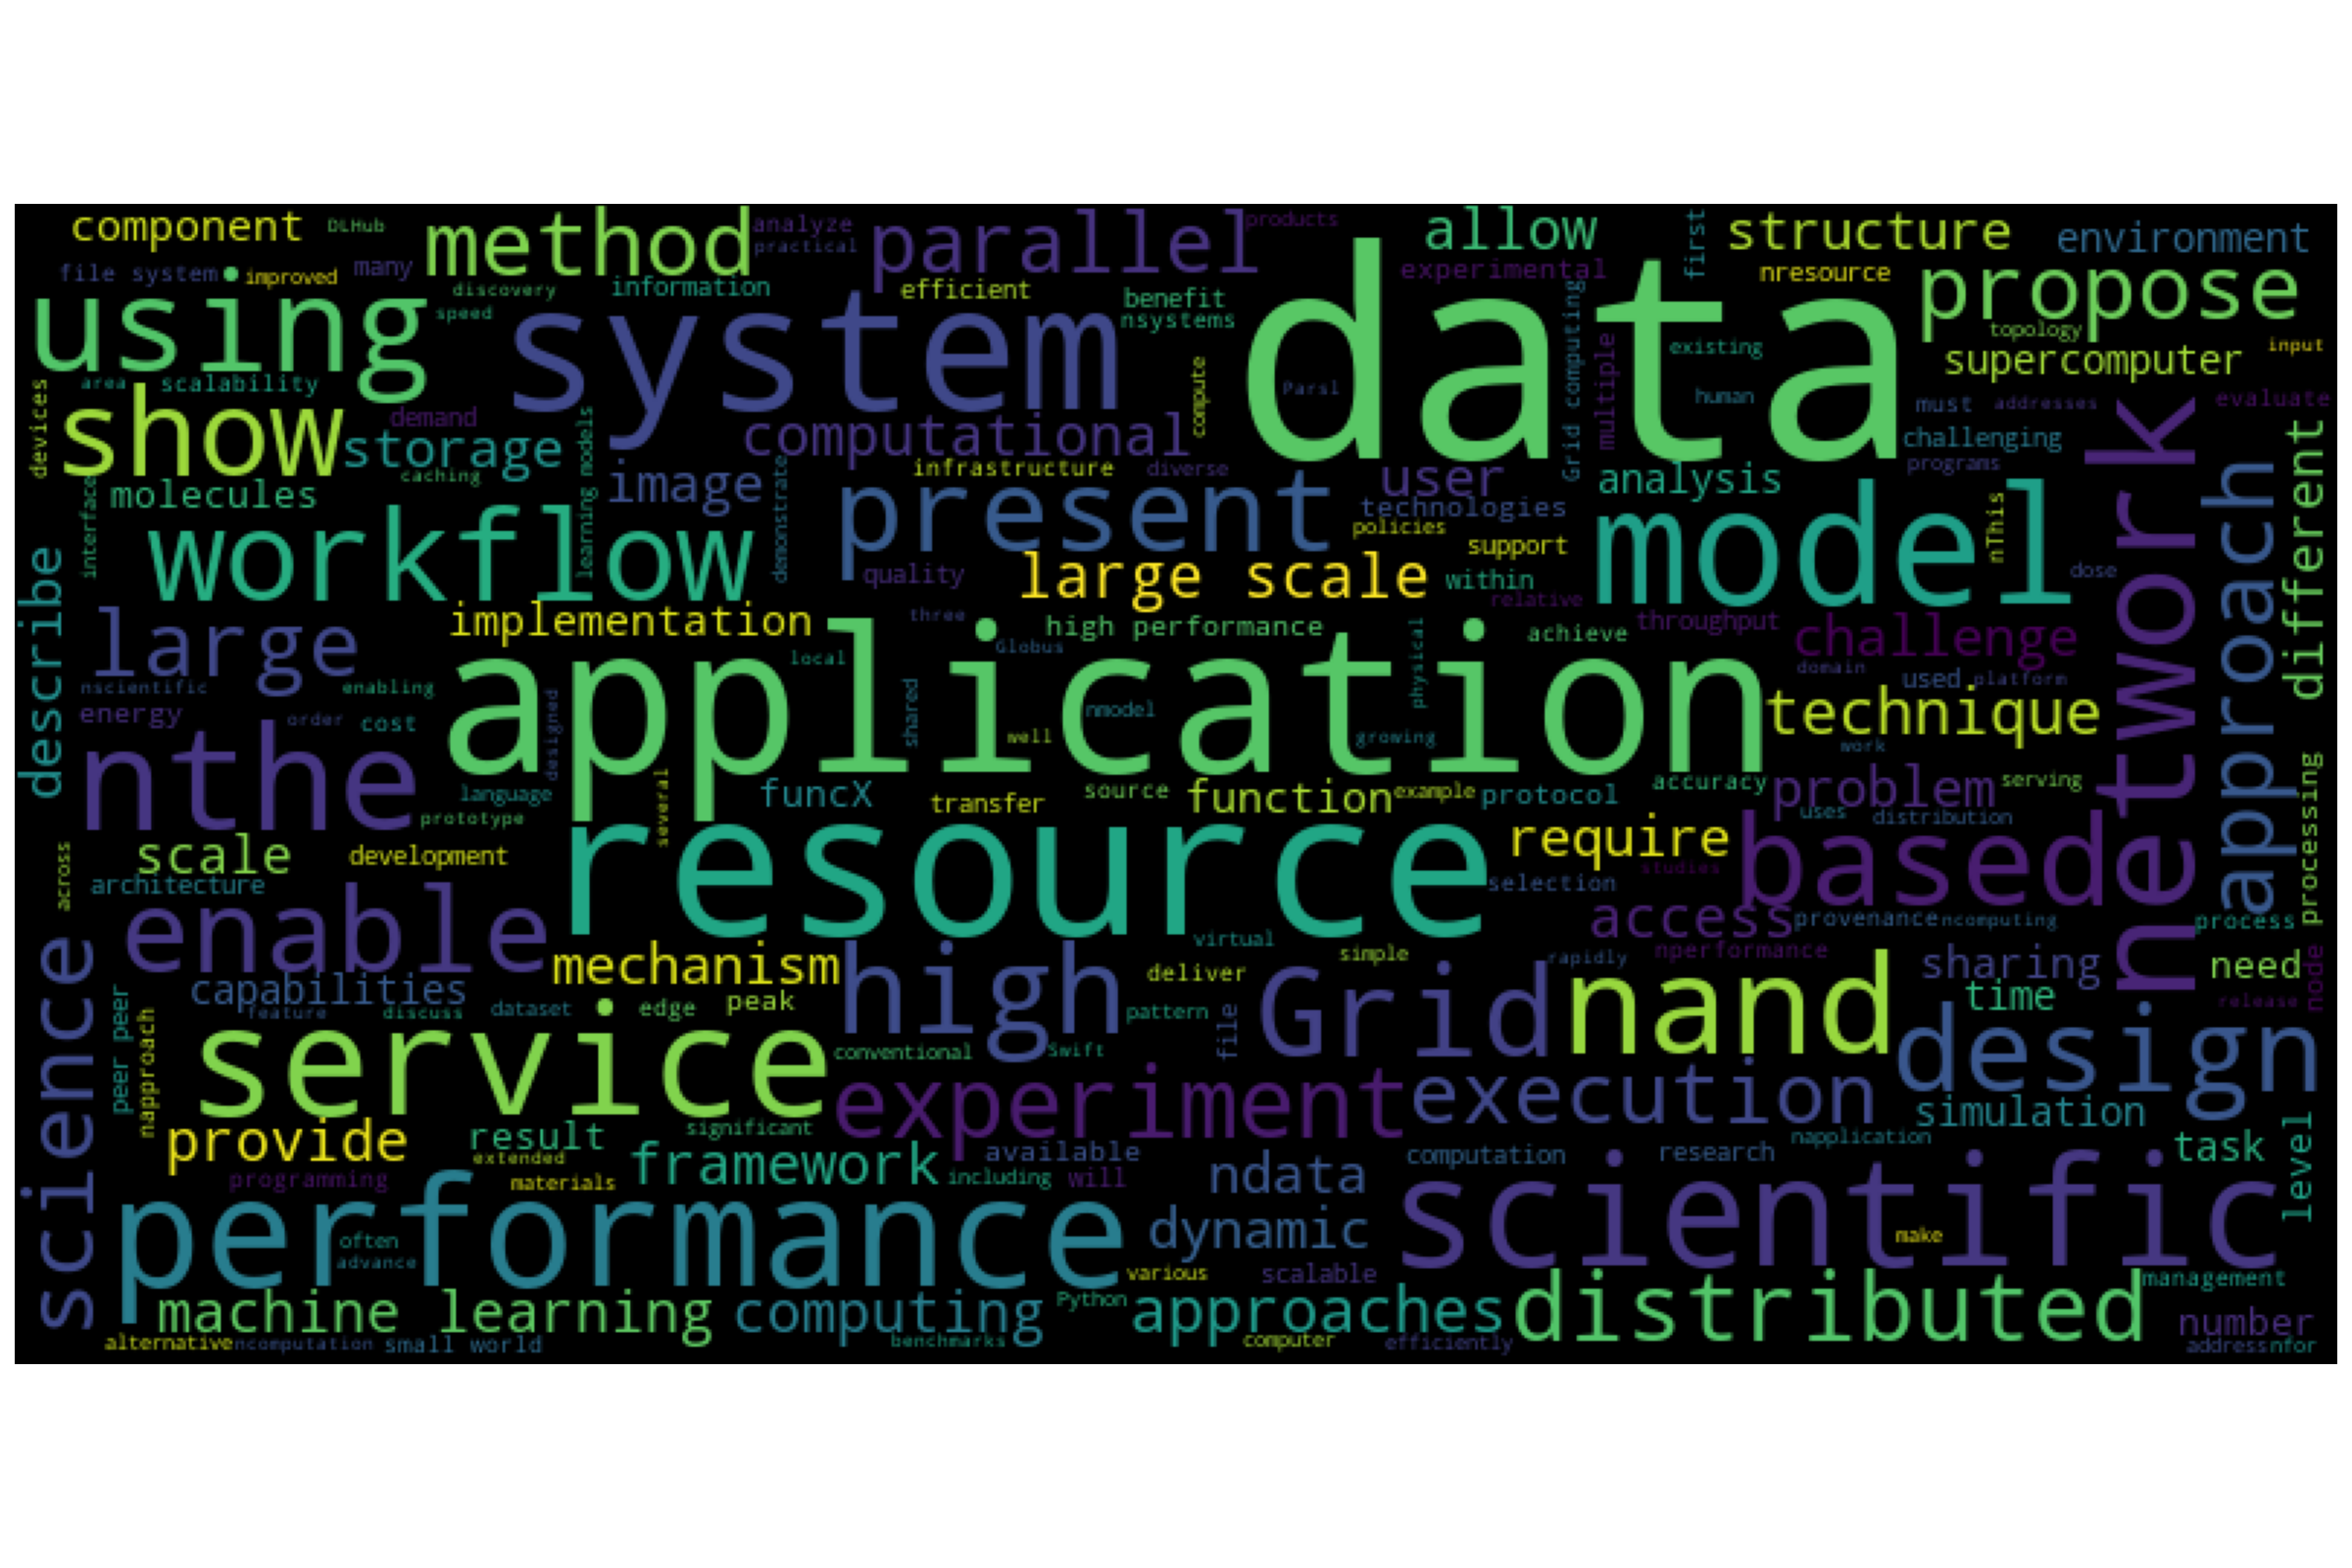 component
DLHub
method
analyze
practical
parallel
products
allow
experimental
first
structure
environment
file system
improved
many
discovery
speed
information
efficient
benefit
nsystems
nresource
propose
topology
using
system
data
Grid computing
existing
supercomputer
input
devices
area
scalability
demand
computational
compute
Parsl
multiple
human
must
addresses
evaluate
show
storage
caching
learning models
image
demonstrate
infrastructure
diverse
user
technologies
analysis
challenging
programs
network
approach
different
molecules
interface
workflow
present
policies
support
large scale
within
quality
model
nThis
dose
describe
large
implementation
three
high performance
relative
achieve
throughput
challenge
nscientific
enabling
application
local
Globus
physical
domain
used
platform
energy
order
cost
designed
shared
well
nmodel
growing
technique
work
nthe
language
prototype
several
funcX
transfer
source
function
example
protocol
accuracy
problem
serving
uses
distribution
processing
scale
development
resource
require
based
across
architecture
selection
studies
enable
access
provenance
ncomputing
process
science
mechanism
virtual
simple
rapidly
nperformance
sharing
need
node
release
capabilities
feature
discuss
dataset
edge
peak
high
deliver
pattern
file
Grid
nand
time
peer peer
napproach
service
conventional
Swift
design
experiment
execution
simulation
provide
result
extended
significant
available
napplication
task
level
programming
materials
framework
including
will
ndata
computation
research
performance
often
advance
dynamic
scientific
make
various
scalable
management
machine learning
computing
Python
approaches
distributed
number
alternative
ncomputation
small world
benchmarks
computer
efficiently
address
nfor